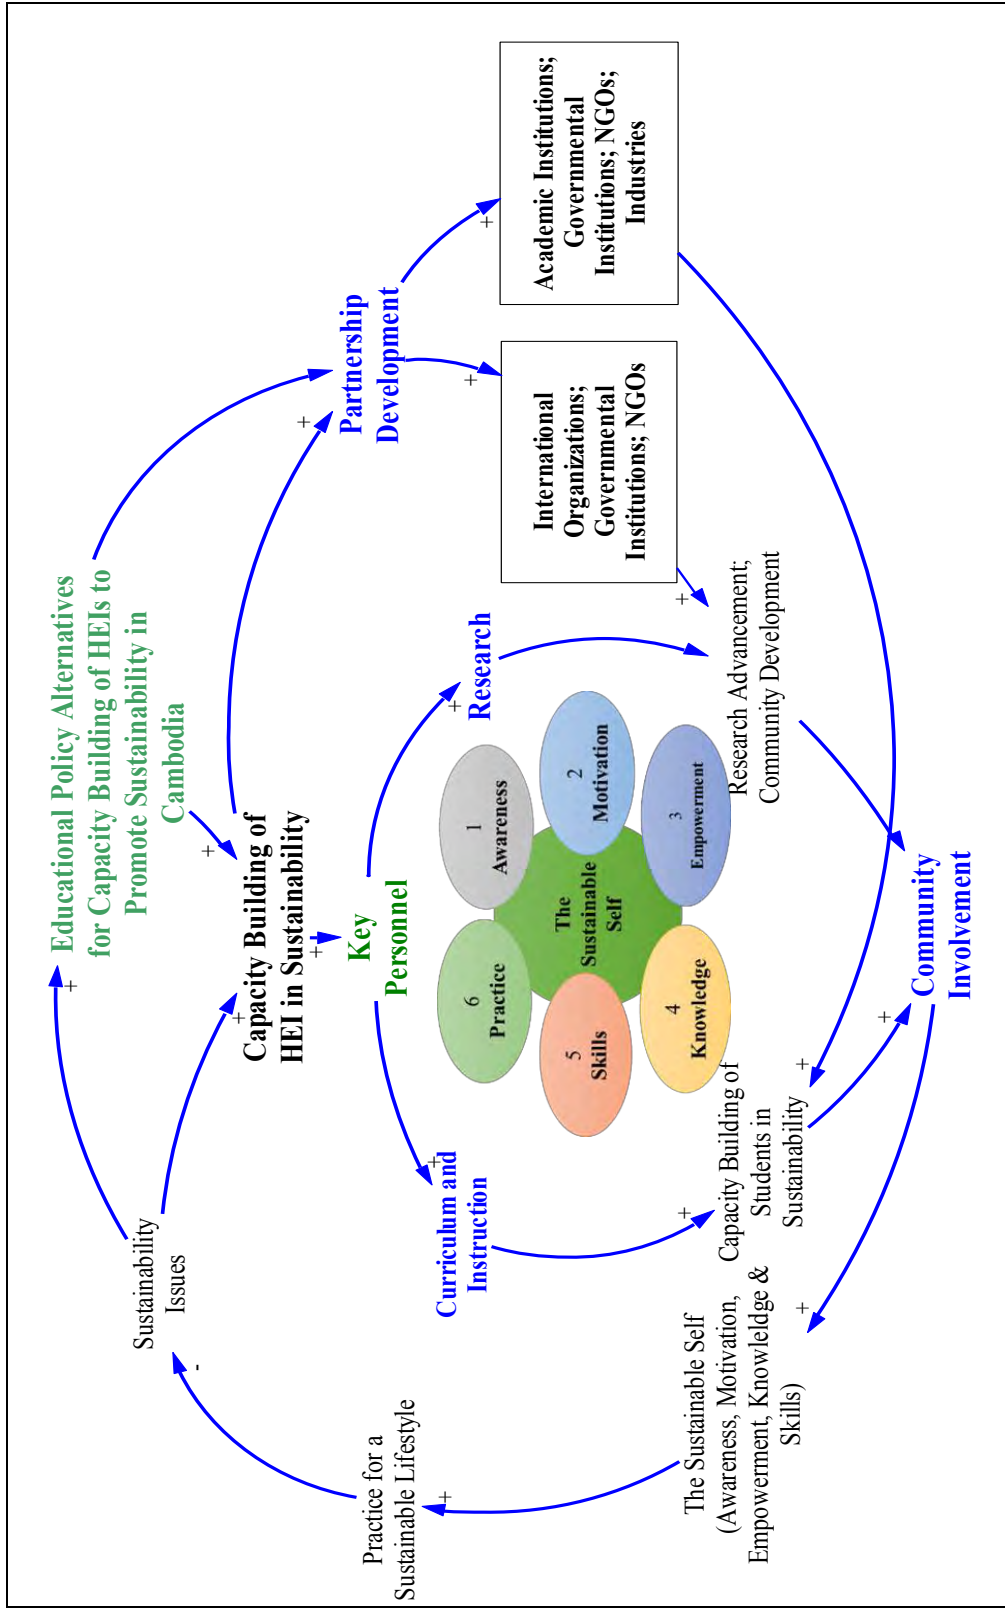 Educational Policy Alternatives
for Capacity Building of HEIs to
Promote Sustainability in
Cambodia
+
Sustainability
Issues
-
+
+
+
Capacity Building of
HEI in Sustainability
+
Partnership
Development
+
Key
Personnel
Practice for a
Sustainable Lifestyle
+
+
Curriculum and
Instruction
+
Research
+
+
International
Organizations;
Governmental
Institutions; NGOs
Academic Institutions;
Governmental
Institutions; NGOs;
Industries
6
Practice
1
Awareness
5
Skills
The
Sustainable
Self
2
Motivation
4
Knowledge
3
Empowerment
+
+
The Sustainable Self
(Awareness, Motivation,
Empowerment, Knowleldge &
Skills)
Capacity Building of
Students in
Sustainability
Research Advancement;
Community Development
+
+
+
Community
Involvement